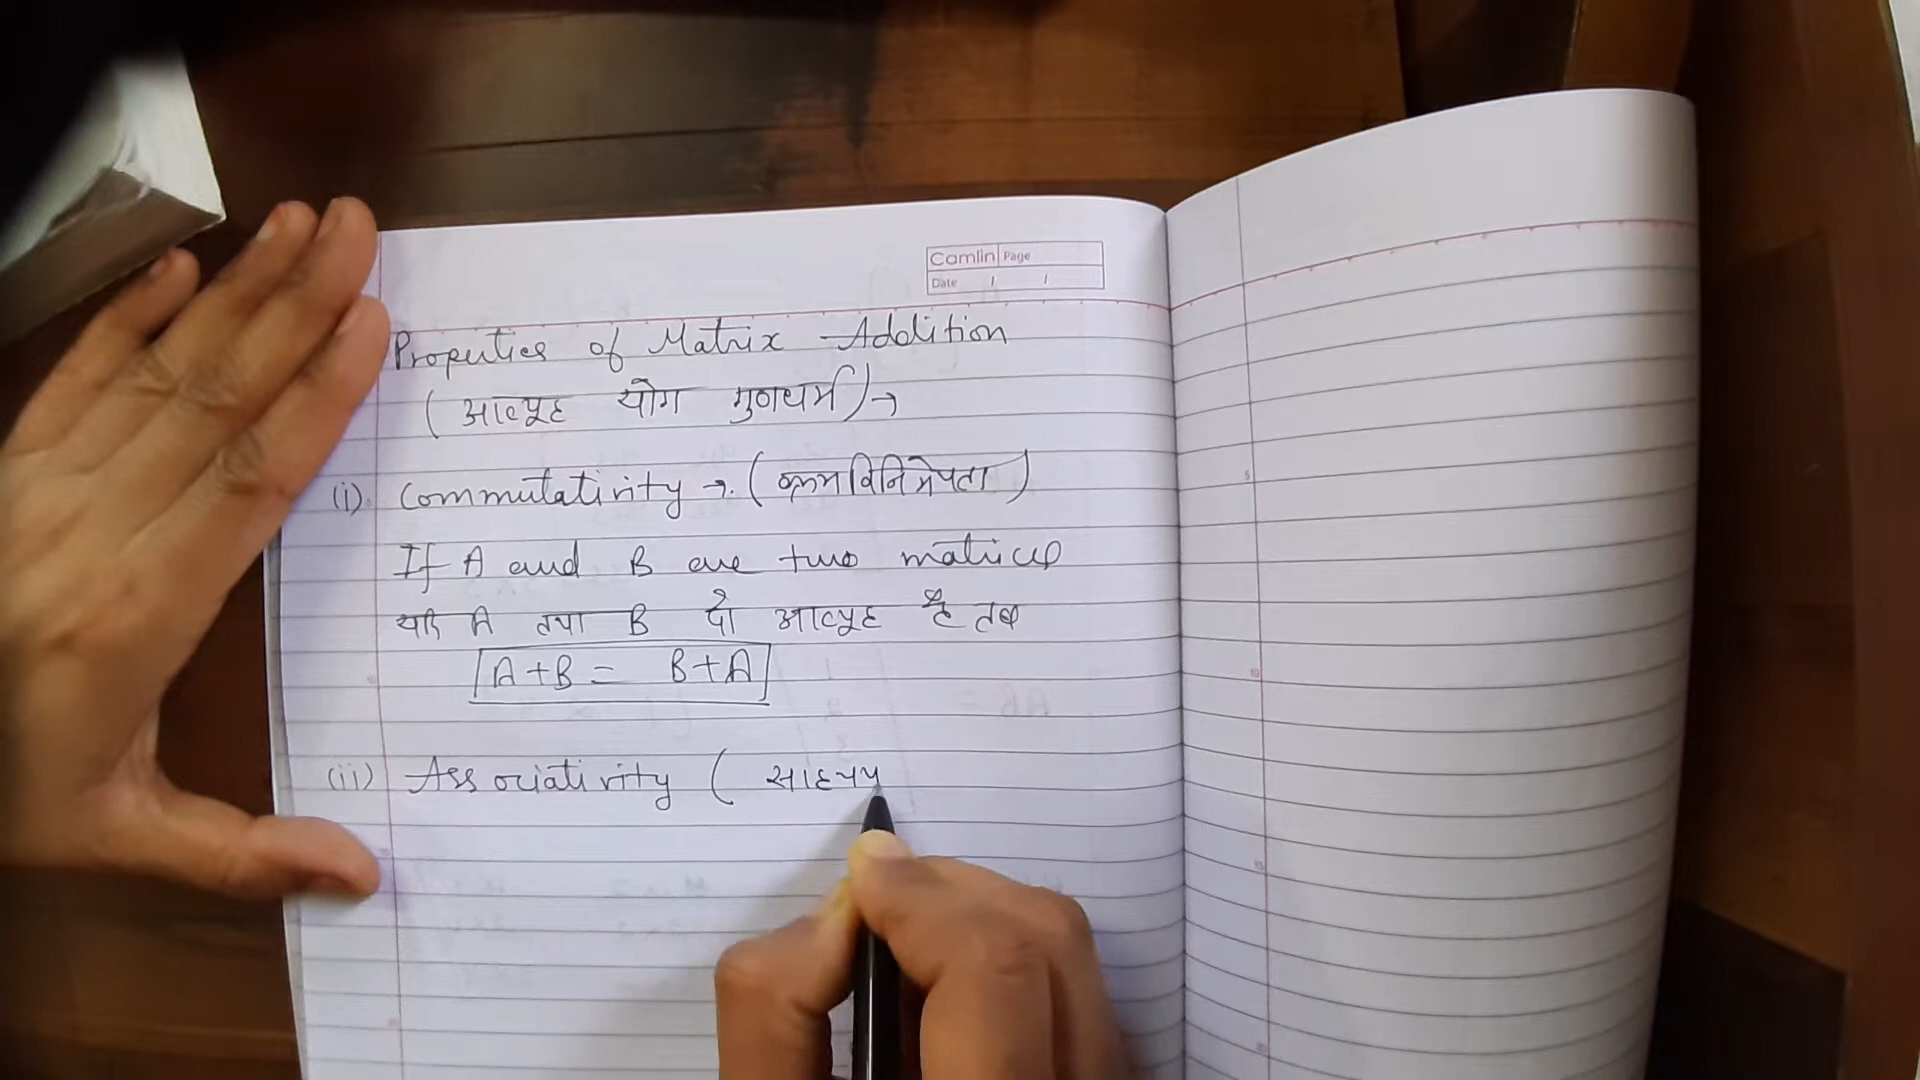 Camlin Page
Date / /
Properties of Matrix Addition
( आव्यूह योग गुणधर्म ) →
(i) Commutativity →. ( क्रमविनिमेयता )
If A and B are two matrices
यदि A तथा B दो आव्यूह है तब
A+B = B+A
(ii) Associativity ( साहचय